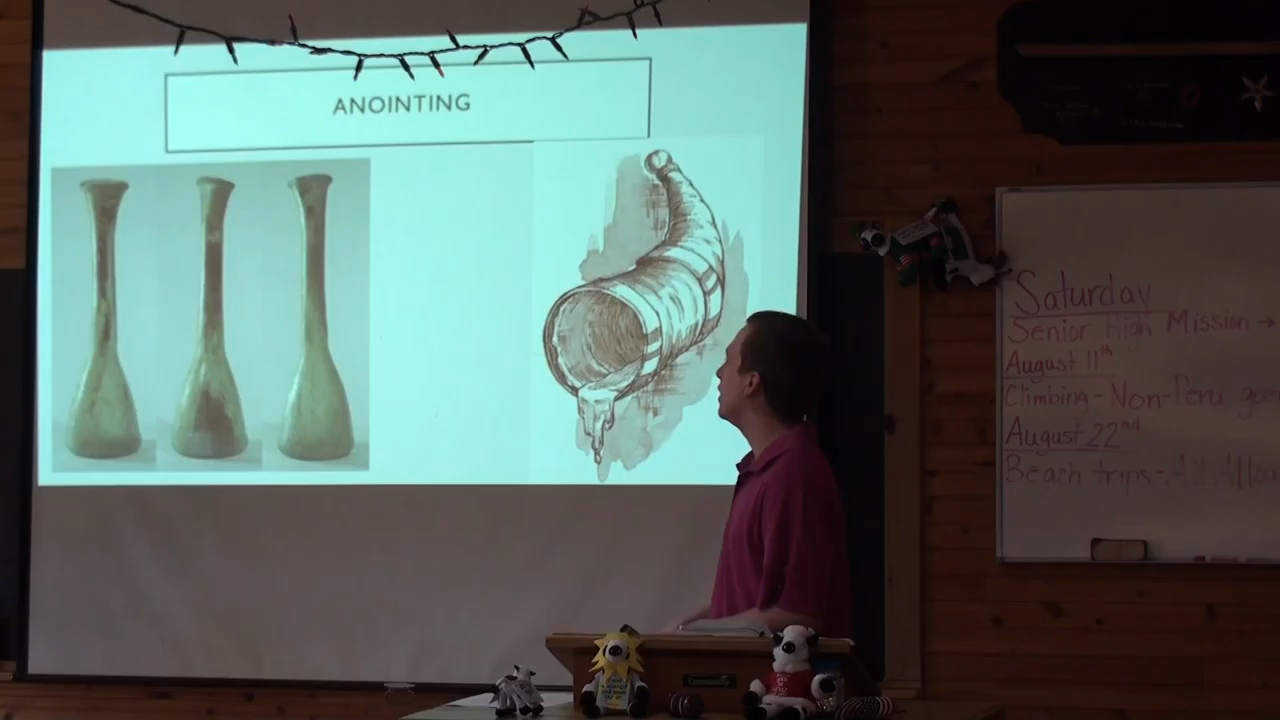 ANOINTING
Saturday
Senior High Mission →
August 11th
Climbing - Non-Peru
August 22nd
Beach trips -